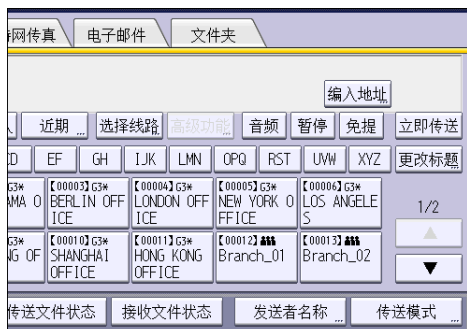 网传真 电子邮件 文件夹
编入地址
近期 选择线路 高级功能 音频 暂停 免提 立即传送
CD EF GH IJK LMN OPQ RST UVW XYZ 更改标题
G3* 【00003】G3* 【00004】G3* 【00005】G3* 【00006】G3*
AMA O BERLIN OFF LONDON OFF NEW YORK O LOS ANGELE 1/2
ICE ICE FFICE S
G3* 【00010】G3* 【00011】G3* 【00012】 【00013】
NG OF SHANGHAI HONG KONG Branch_01 Branch_02 ▲
OFFICE OFFICE ▼
传送文件状态 接收文件状态 发送者名称 传送模式